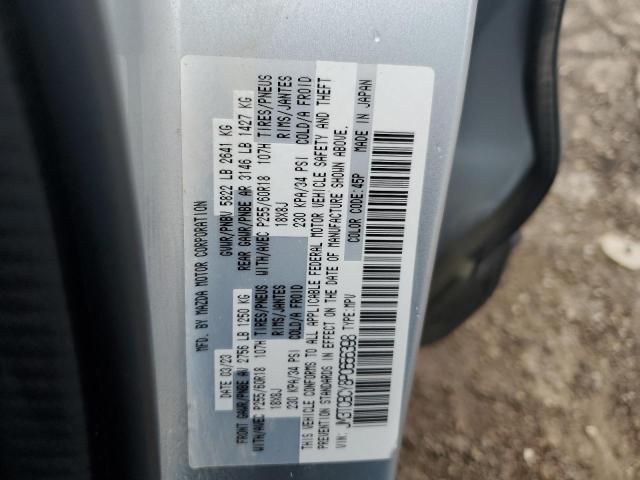 MFD. BY MAZDA MOTOR CORPORATION
DATE 03/23 GVWR/PNBV 5822 LB 2641 KG
FRONT GAWR/PNBE A 2756 LB 1250 KG REAR GAWR/PNBE AR 3146 LB 1427 KG
WITH/AVEC P255/60R18 107H TIRES/PNEUS WITH/AVEC P255/60R18 107H TIRES/PNEUS
18X8J RIMS/JANTES 18X8J RIMS/JANTES
230 KPA/34 PSI COLD/A FROID 230 KPA/34 PSI COLD/A FROID
THIS VEHICLE CONFORMS TO ALL APPLICABLE FEDERAL MOTOR VEHICLE SAFETY AND THEFT
PREVENTION STANDARDS IN EFFECT ON THE DATE OF MANUFACTURE SHOWN ABOVE.
VIN: TYPE:MPV COLOR CODE:45P MADE IN JAPAN